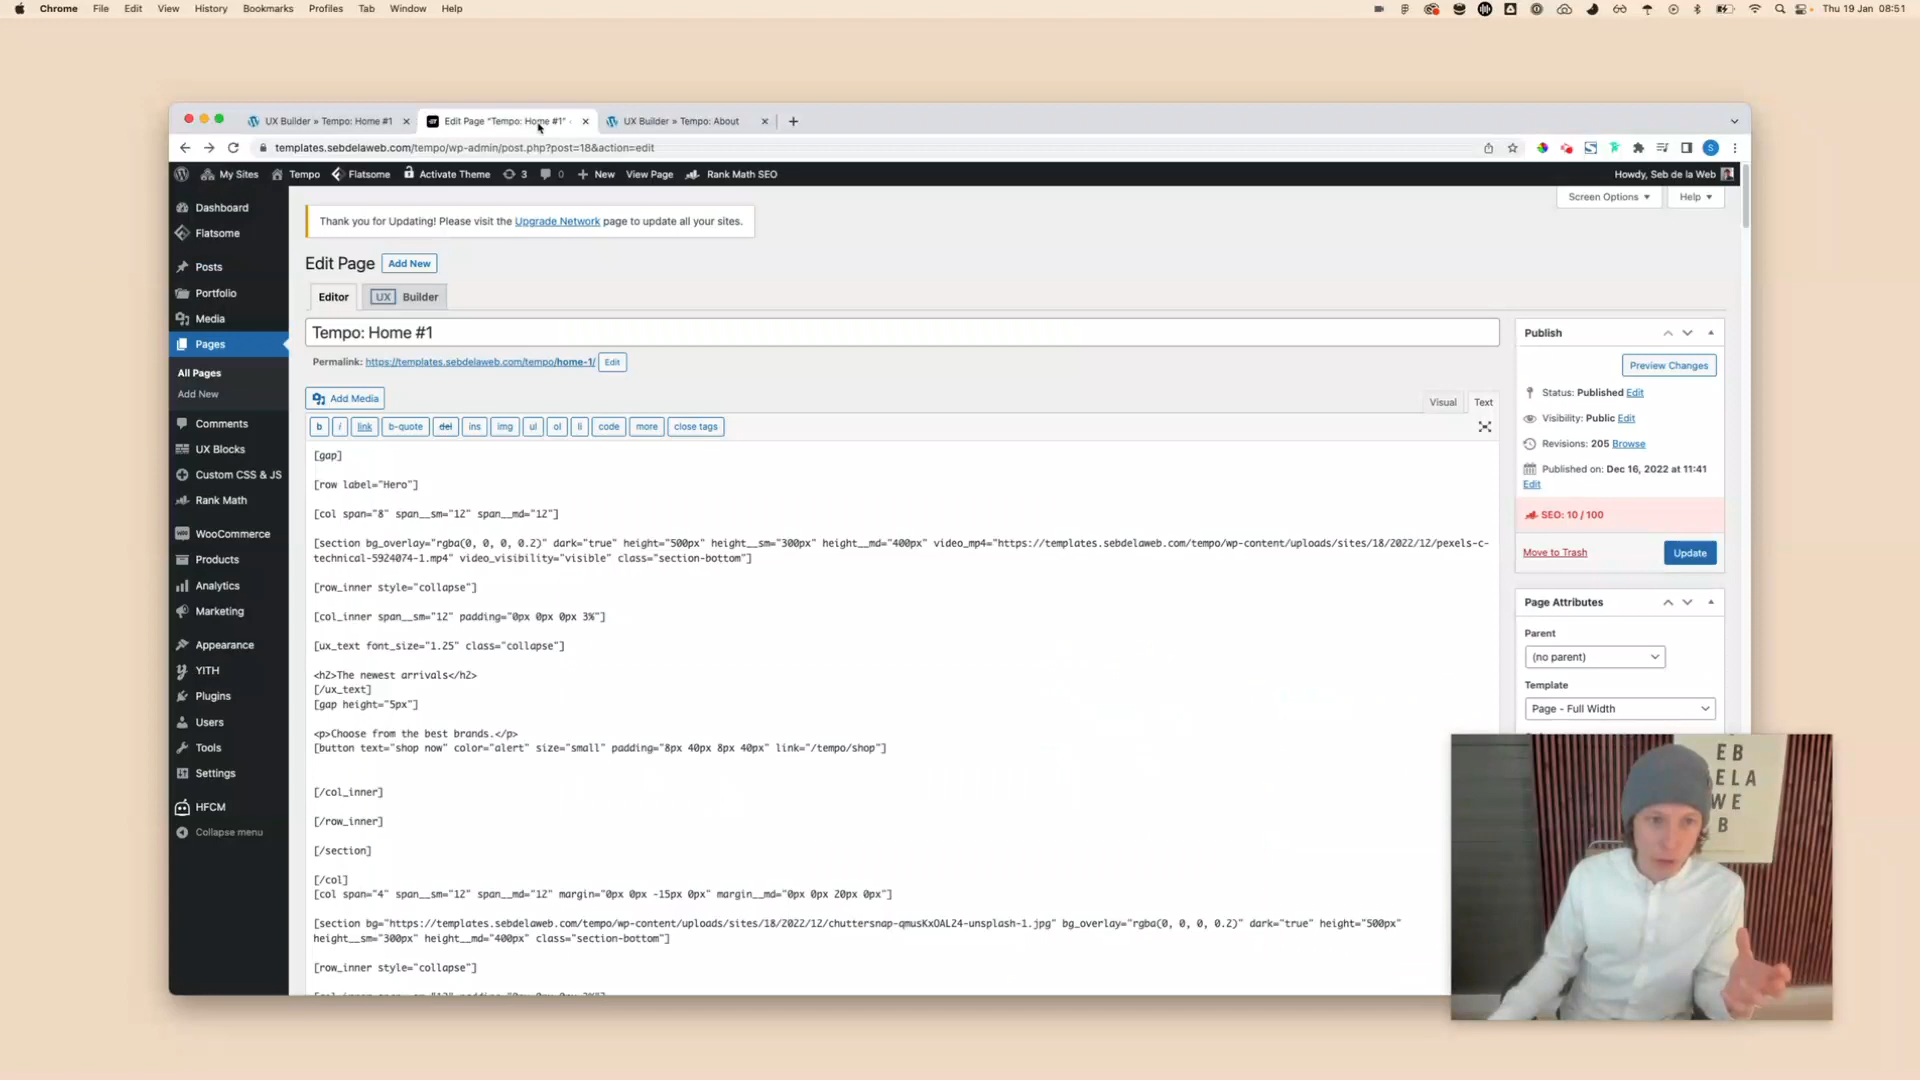 Chrome File Edit View History Bookmarks Profiles Tab Window Help Thu 19 Jan 08:51
UX Builder » Tempo: Home #1 Edit Page “Tempo: Home #1” UX Builder » Tempo: About
templates.sebdelaweb.com/tempo/wp-admin/post.php?post=18&action=edit
My Sites Tempo Flatsome Activate Theme 3 0 New View Page Rank Math SEO Howdy, Seb de la Web
Screen Options Help
Dashboard
Flatsome
Posts
Portfolio
Media
Pages
All Pages
Add New
Comments
UX Blocks
Custom CSS & JS
Rank Math
WooCommerce
Products
Analytics
Marketing
Appearance
YITH
Plugins
Users
Tools
Settings
HFCM
Collapse menu
Thank you for Updating! Please visit the Upgrade Network page to update all your sites.
Edit Page Add New
Editor UX Builder
Tempo: Home #1
Permalink: https://templates.sebdelaweb.com/tempo/home-1/ Edit
Add Media Visual Text
b i link b-quote del ins img ul ol li code more close tags
[gap]
[row label="Hero"]
[col span="8" span__sm="12" span__md="12"]
[section bg_overlay="rgba(0, 0, 0, 0.2)" dark="true" height="500px" height__sm="300px" height__md="400px" video_mp4="https://templates.sebdelaweb.com/tempo/wp-content/uploads/sites/18/2022/12/pexels-c-
technical-5924074-1.mp4" video_visibility="visible" class="section-bottom"]
[row_inner style="collapse"]
[col_inner span__sm="12" padding="0px 0px 0px 3%"]
[ux_text font_size="1.25" class="collapse"]
<h2>The newest arrivals</h2>
[/ux_text]
[gap height="5px"]
<p>Choose from the best brands.</p>
[button text="shop now" color="alert" size="small" padding="8px 40px 8px 40px" link="/tempo/shop"]
[/col_inner]
[/row_inner]
[/section]
[/col]
[col span="4" span__sm="12" span__md="12" margin="0px 0px -15px 0px" margin__md="0px 0px 20px 0px"]
[section bg="https://templates.sebdelaweb.com/tempo/wp-content/uploads/sites/18/2022/12/chuttersnap-qmusKxOAL24-unsplash-1.jpg" bg_overlay="rgba(0, 0, 0, 0.2)" dark="true" height="500px"
height__sm="300px" height__md="400px" class="section-bottom"]
[row_inner style="collapse"]
Publish
Preview Changes
Status: Published Edit
Visibility: Public Edit
Revisions: 205 Browse
Published on: Dec 16, 2022 at 11:41
Edit
SEO: 10 / 100
Move to Trash Update
Page Attributes
Parent
(no parent)
Template
Page - Full Width
E B
ELA
WE
B